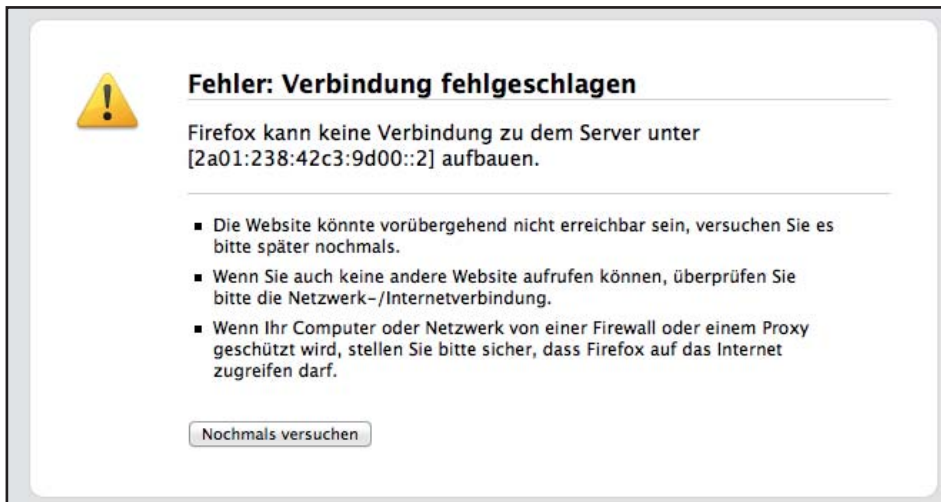 Fehler: Verbindung fehlgeschlagen
Firefox kann keine Verbindung zu dem Server unter
[2a01:238:42c3:9d00::2] aufbauen.
▪ Die Website könnte vorübergehend nicht erreichbar sein, versuchen Sie es
bitte später nochmals.
▪ Wenn Sie auch keine andere Website aufrufen können, überprüfen Sie
bitte die Netzwerk-/Internetverbindung.
▪ Wenn Ihr Computer oder Netzwerk von einer Firewall oder einem Proxy
geschützt wird, stellen Sie bitte sicher, dass Firefox auf das Internet
zugreifen darf.
Nochmals versuchen